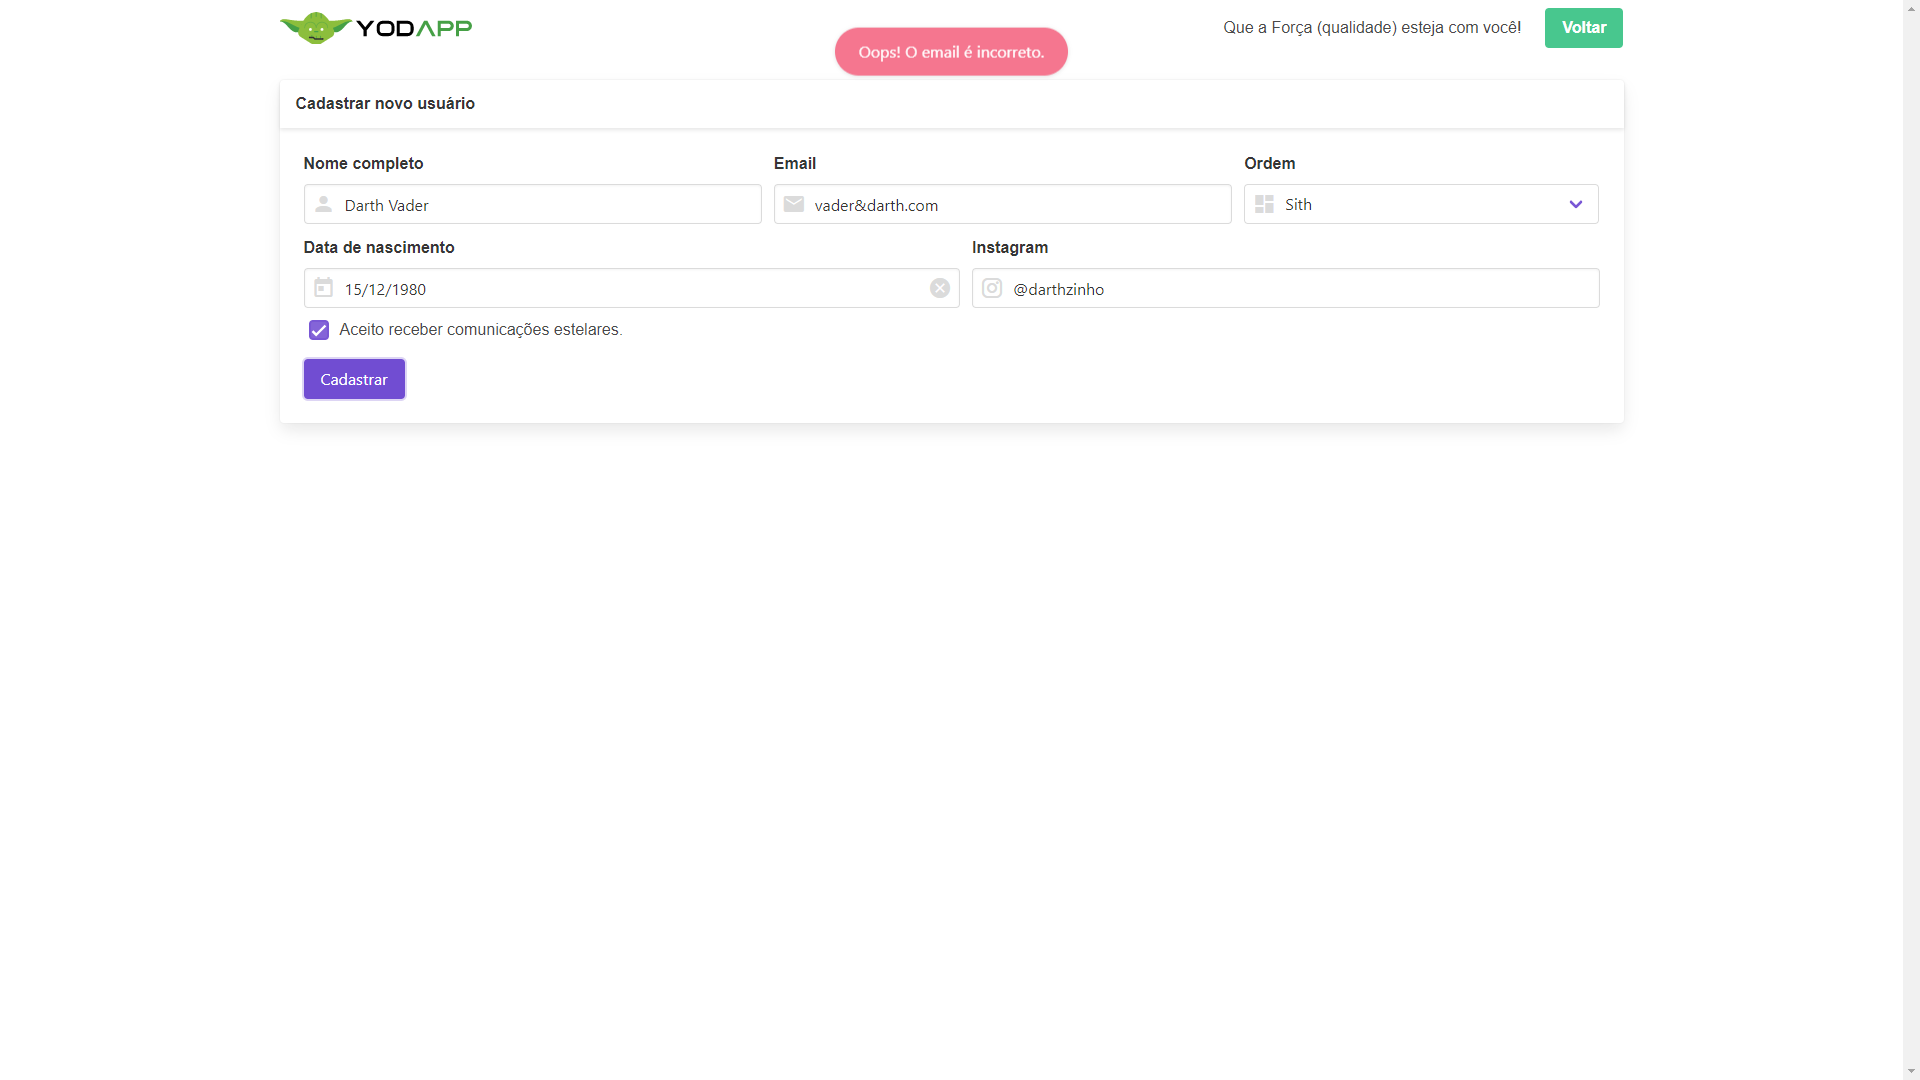 YODAPP
Que a Força (qualidade) esteja com você!
Voltar
Oops! O email é incorreto.
Cadastrar novo usuário
Nome completo
Email
Ordem
Darth Vader
vader&darth.com
Sith
Data de nascimento
Instagram
15/12/1980
@darthzinho
Aceito receber comunicações estelares.
Cadastrar